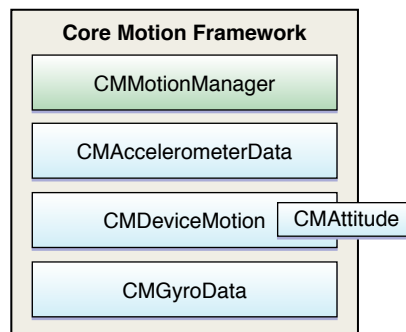 Core Motion Framework
CMMotionManager
CMAccelerometerData
CMDeviceMotion
CMAttitude
CMGyroData